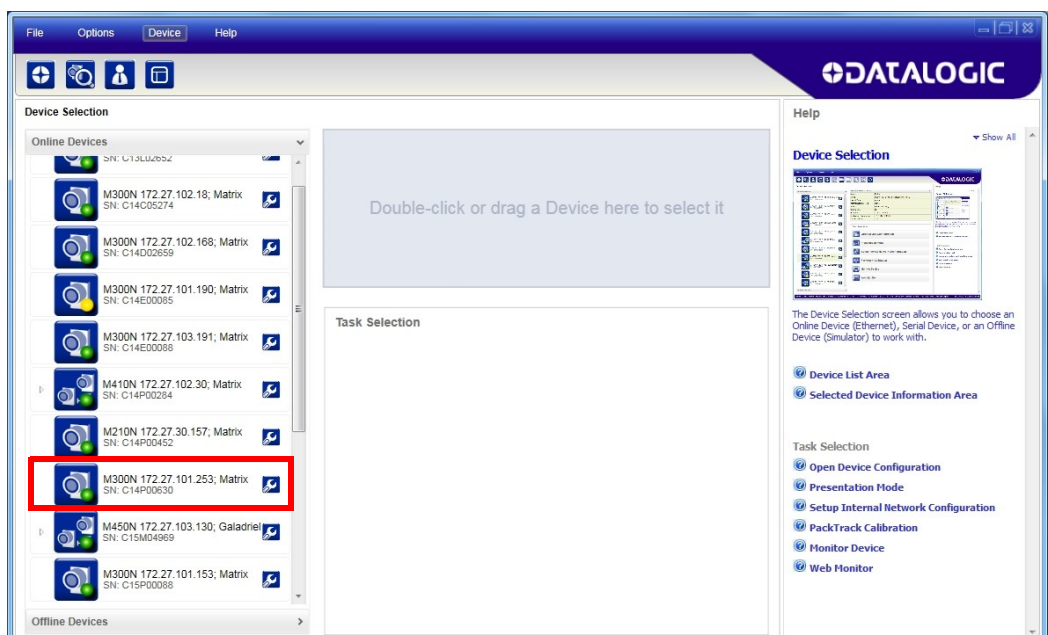 File Options Device Help
DATALOGIC
Device Selection
Online Devices
SN: C13L02652
M300N 172.27.102.18; Matrix
SN: C14C05274
M300N 172.27.102.168; Matrix
SN: C14D02659
M300N 172.27.101.190; Matrix
SN: C14E00085
M300N 172.27.103.191; Matrix
SN: C14E00088
M410N 172.27.102.30; Matrix
SN: C14P00284
M210N 172.27.30.157; Matrix
SN: C14P00452
M300N 172.27.101.253; Matrix
SN: C14P00630
M450N 172.27.103.130; Galadriel
SN: C15M04969
M300N 172.27.101.153; Matrix
SN: C15P00088
Offline Devices
Double-click or drag a Device here to select it
Task Selection
Help
Show All
Device Selection
DATALOGIC
The Device Selection screen allows you to choose an
Online Device (Ethernet), Serial Device, or an Offline
Device (Simulator) to work with.
Device List Area
Selected Device Information Area
Task Selection
Open Device Configuration
Presentation Mode
Setup Internal Network Configuration
PackTrack Calibration
Monitor Device
Web Monitor